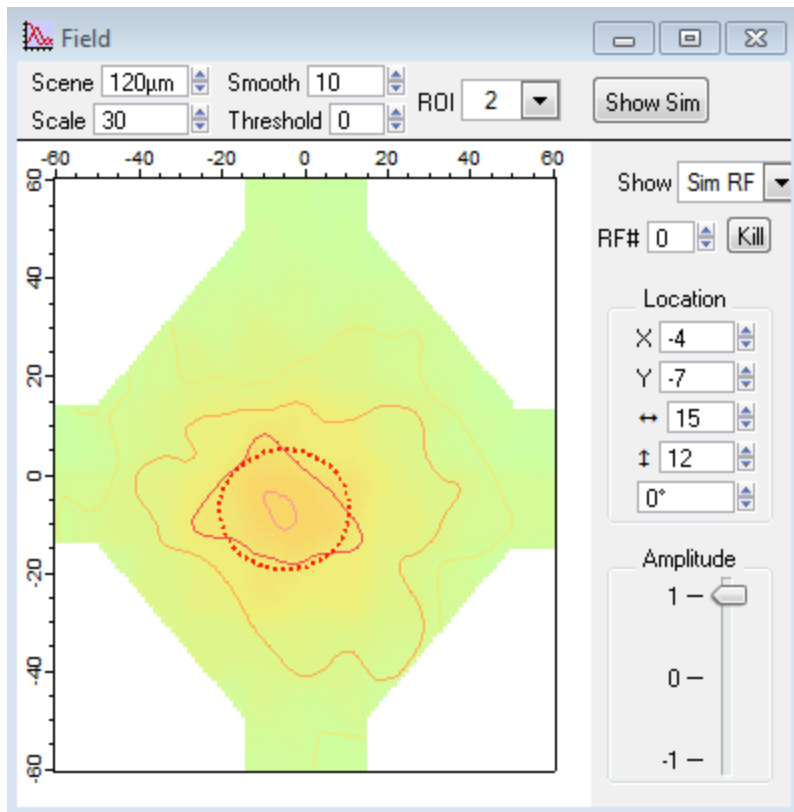 Field
Scene 120µm Smooth 10 ROI 2 Show Sim
Scale 30 Threshold 0
-60 -40 -20 0 20 40 60
60
40
20
0
-20
-40
-60
Show Sim RF
RF# 0 Kill
Location
X -4
Y -7
↔ 15
↕ 12
0°
Amplitude
1
0
-1